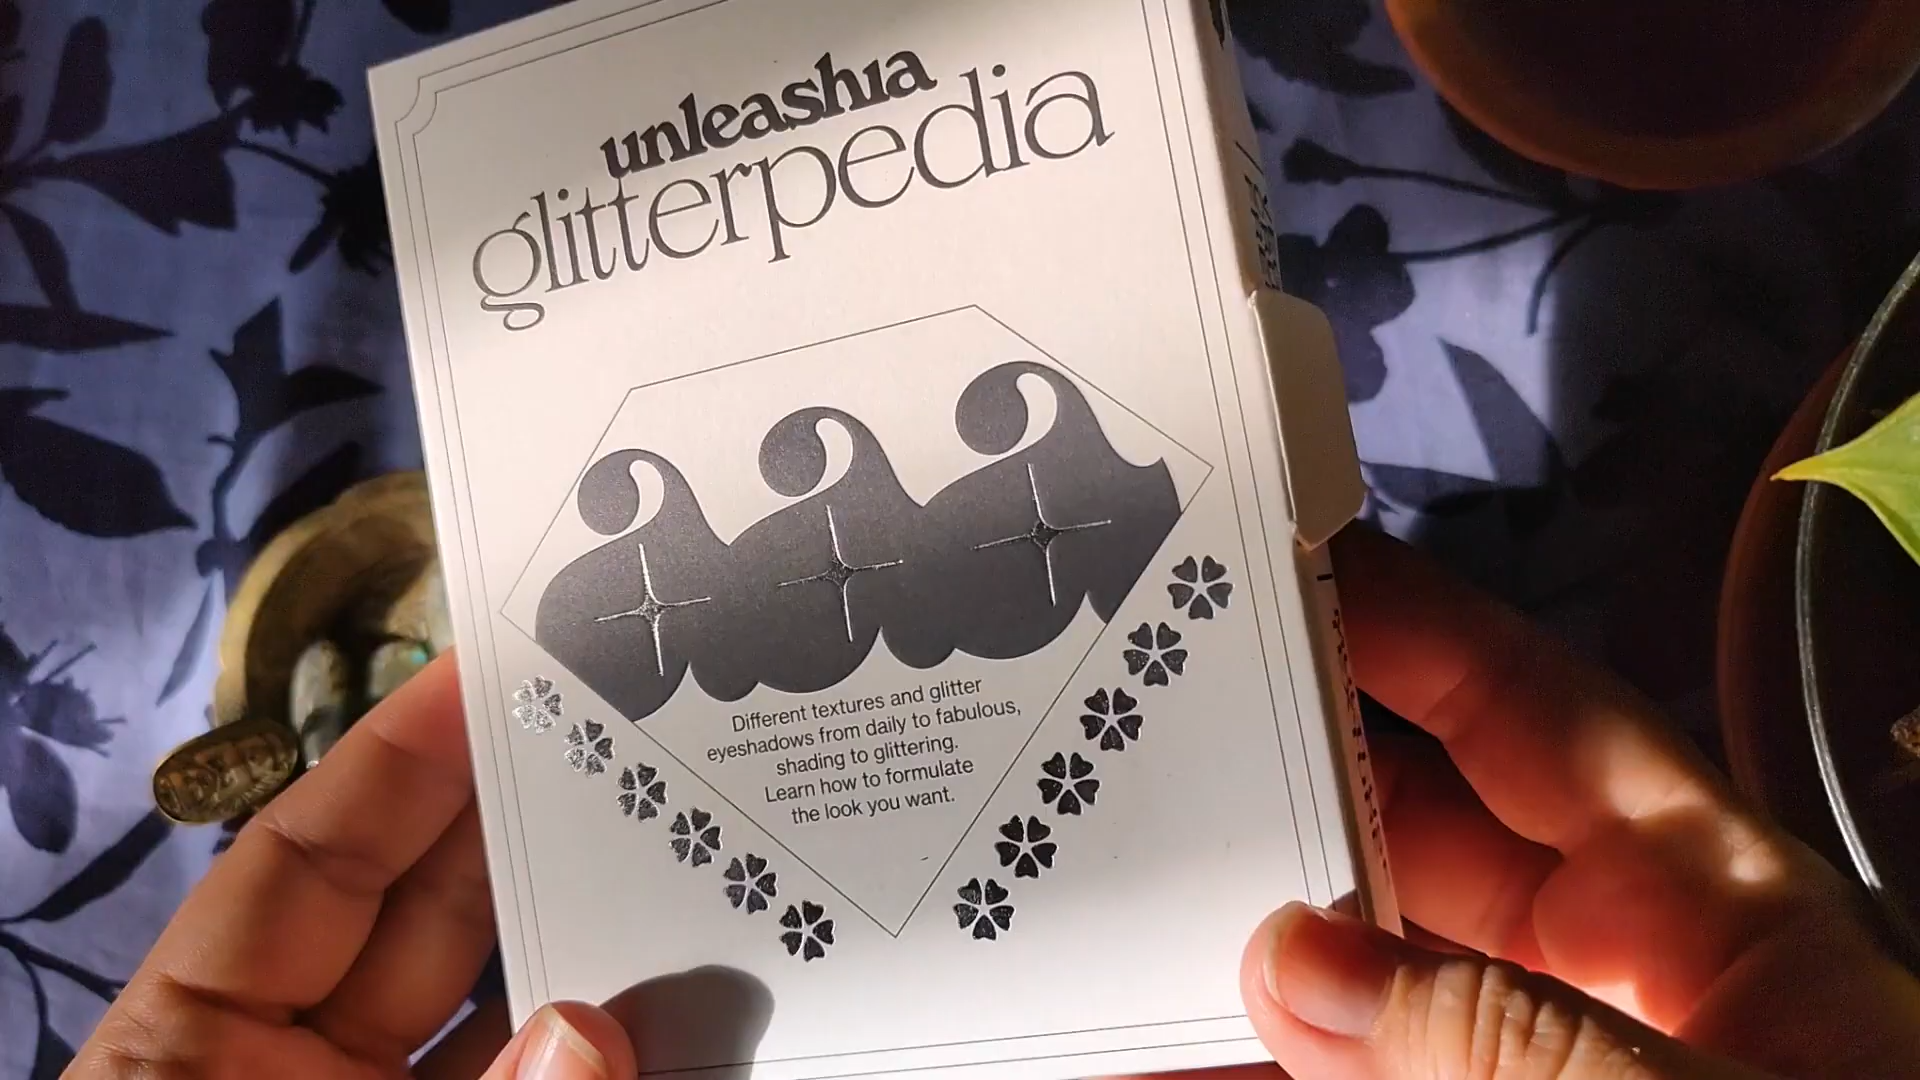 unleashia
glitterpedia
Different textures and glitter
eyeshadows from daily to fabulous,
shading to glittering.
Learn how to formulate
the look you want.